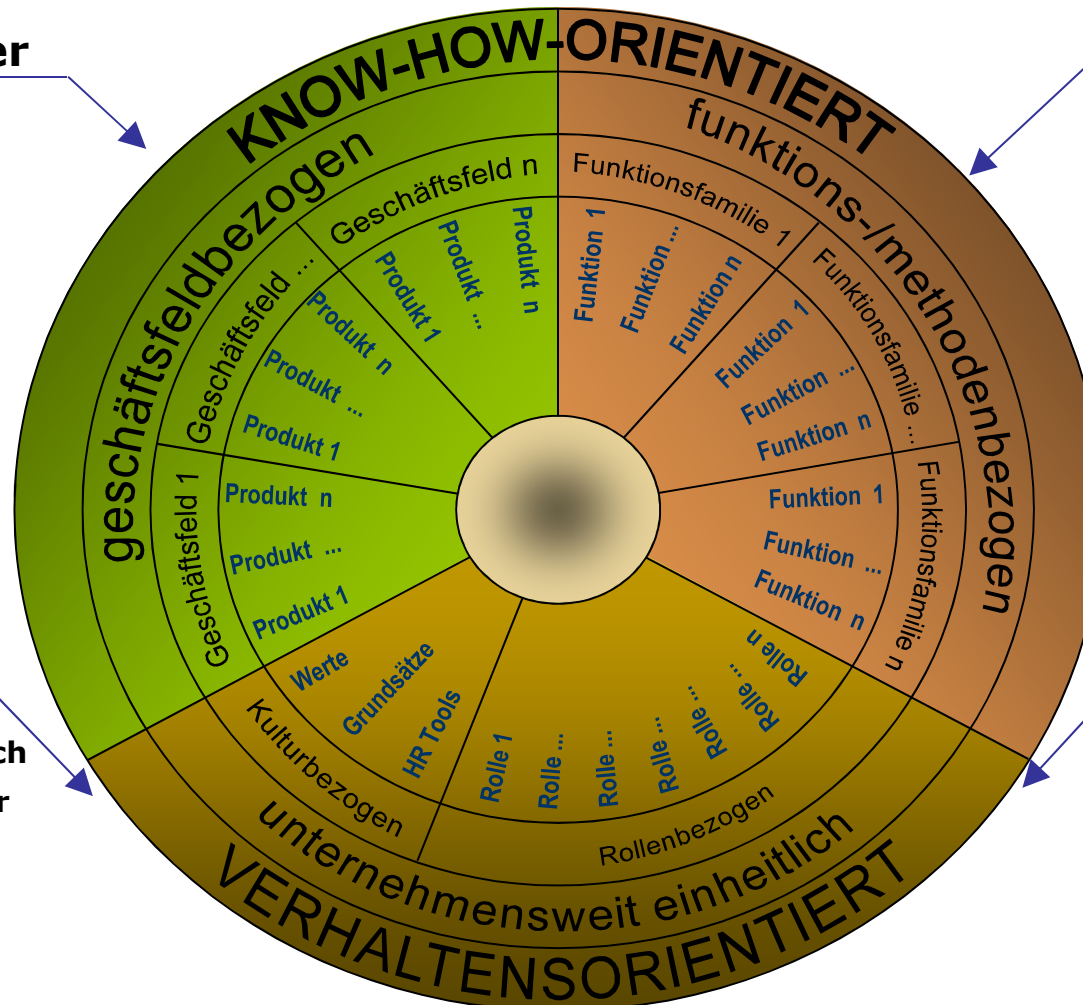 er
KNOW-HOW-ORIENTIERT
geschäftsfeldbezogen
funktions-/methodenbezogen
Geschäftsfeld n
Produkt 1
Produkt ...
Produkt n
Geschäftsfeld ...
Produkt n
Produkt ...
Produkt 1
Geschäftsfeld 1
Produkt n
Produkt ...
Produkt 1
Funktionsfamilie 1
Funktion 1
Funktion ...
Funktion n
Funktionsfamilie ...
Funktion 1
Funktion ...
Funktion n
Funktionsfamilie n
Funktion 1
Funktion ...
Funktion n
ch
r
Werte
Grundsätze
HR Tools
Kulturbezogen
Rolle 1
Rolle ...
Rolle ...
Rolle ...
Rolle ...
Rolle ...
Rolle n
Rollenbezogen
unternehmensweit einheitlich
VERHALTENSORIENTIERT